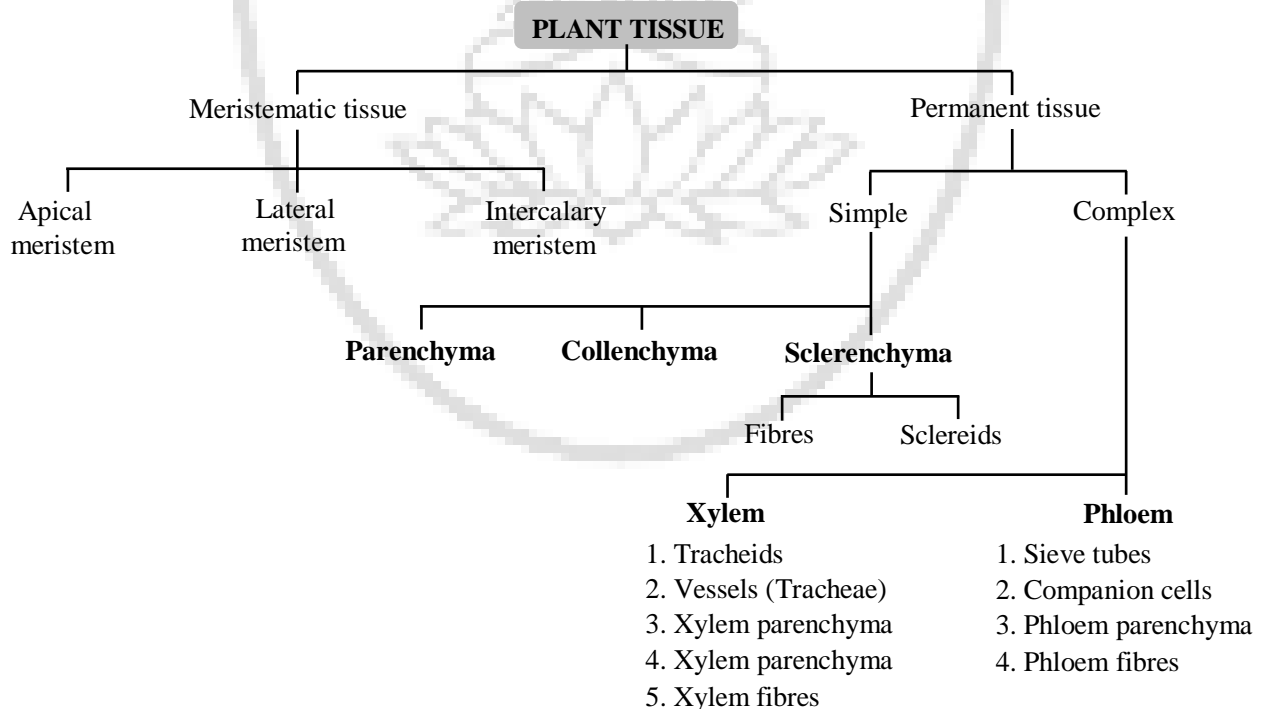 PLANT TISSUE
Meristematic tissue
Permanent tissue
Apical
meristem
Lateral
meristem
Intercalary
meristem
Simple
Complex
Parenchyma
Collenchyma
Sclerenchyma
Fibres
Sclereids
Xylem
1. Tracheids
2. Vessels (Tracheae)
3. Xylem parenchyma
4. Xylem parenchyma
5. Xylem fibres
Phloem
1. Sieve tubes
2. Companion cells
3. Phloem parenchyma
4. Phloem fibres